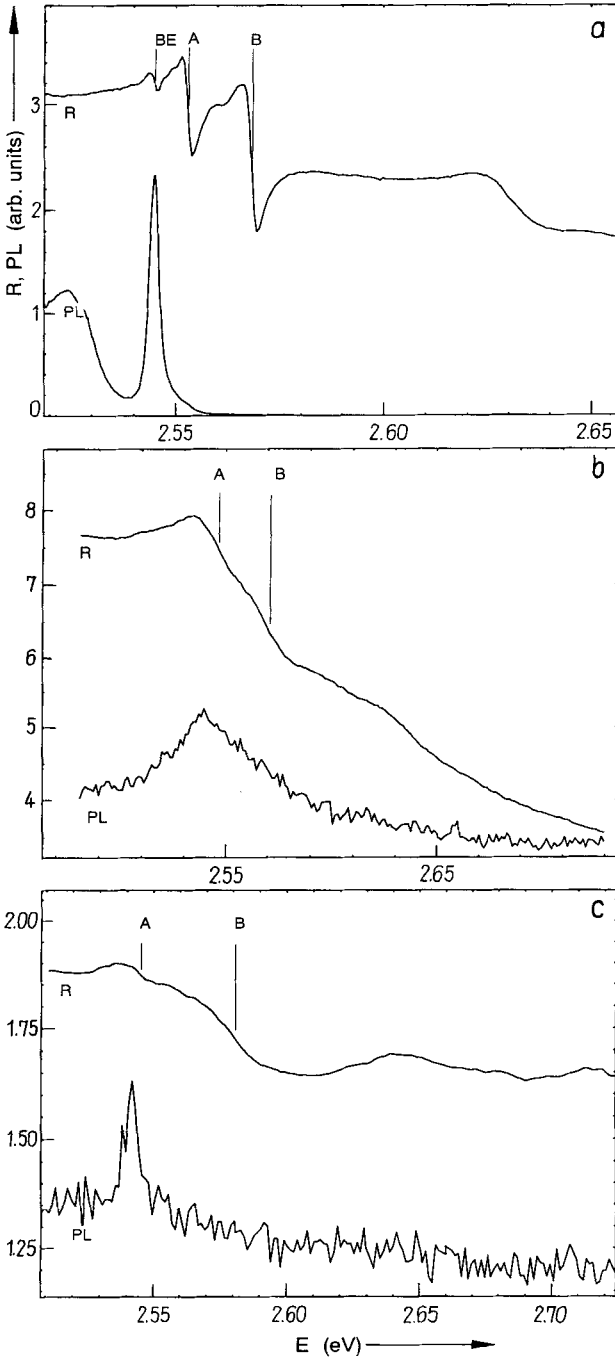 a
BE A B
R
3
2
R, PL (arb. units)
1
PL
0
2.55 2.60 2.65
b
A B
8
R
7
6
5
PL
4
2.55 2.65
c
A B
2.00
R
1.75
1.50
PL
1.25
2.55 2.60 2.65 2.70
E (eV)